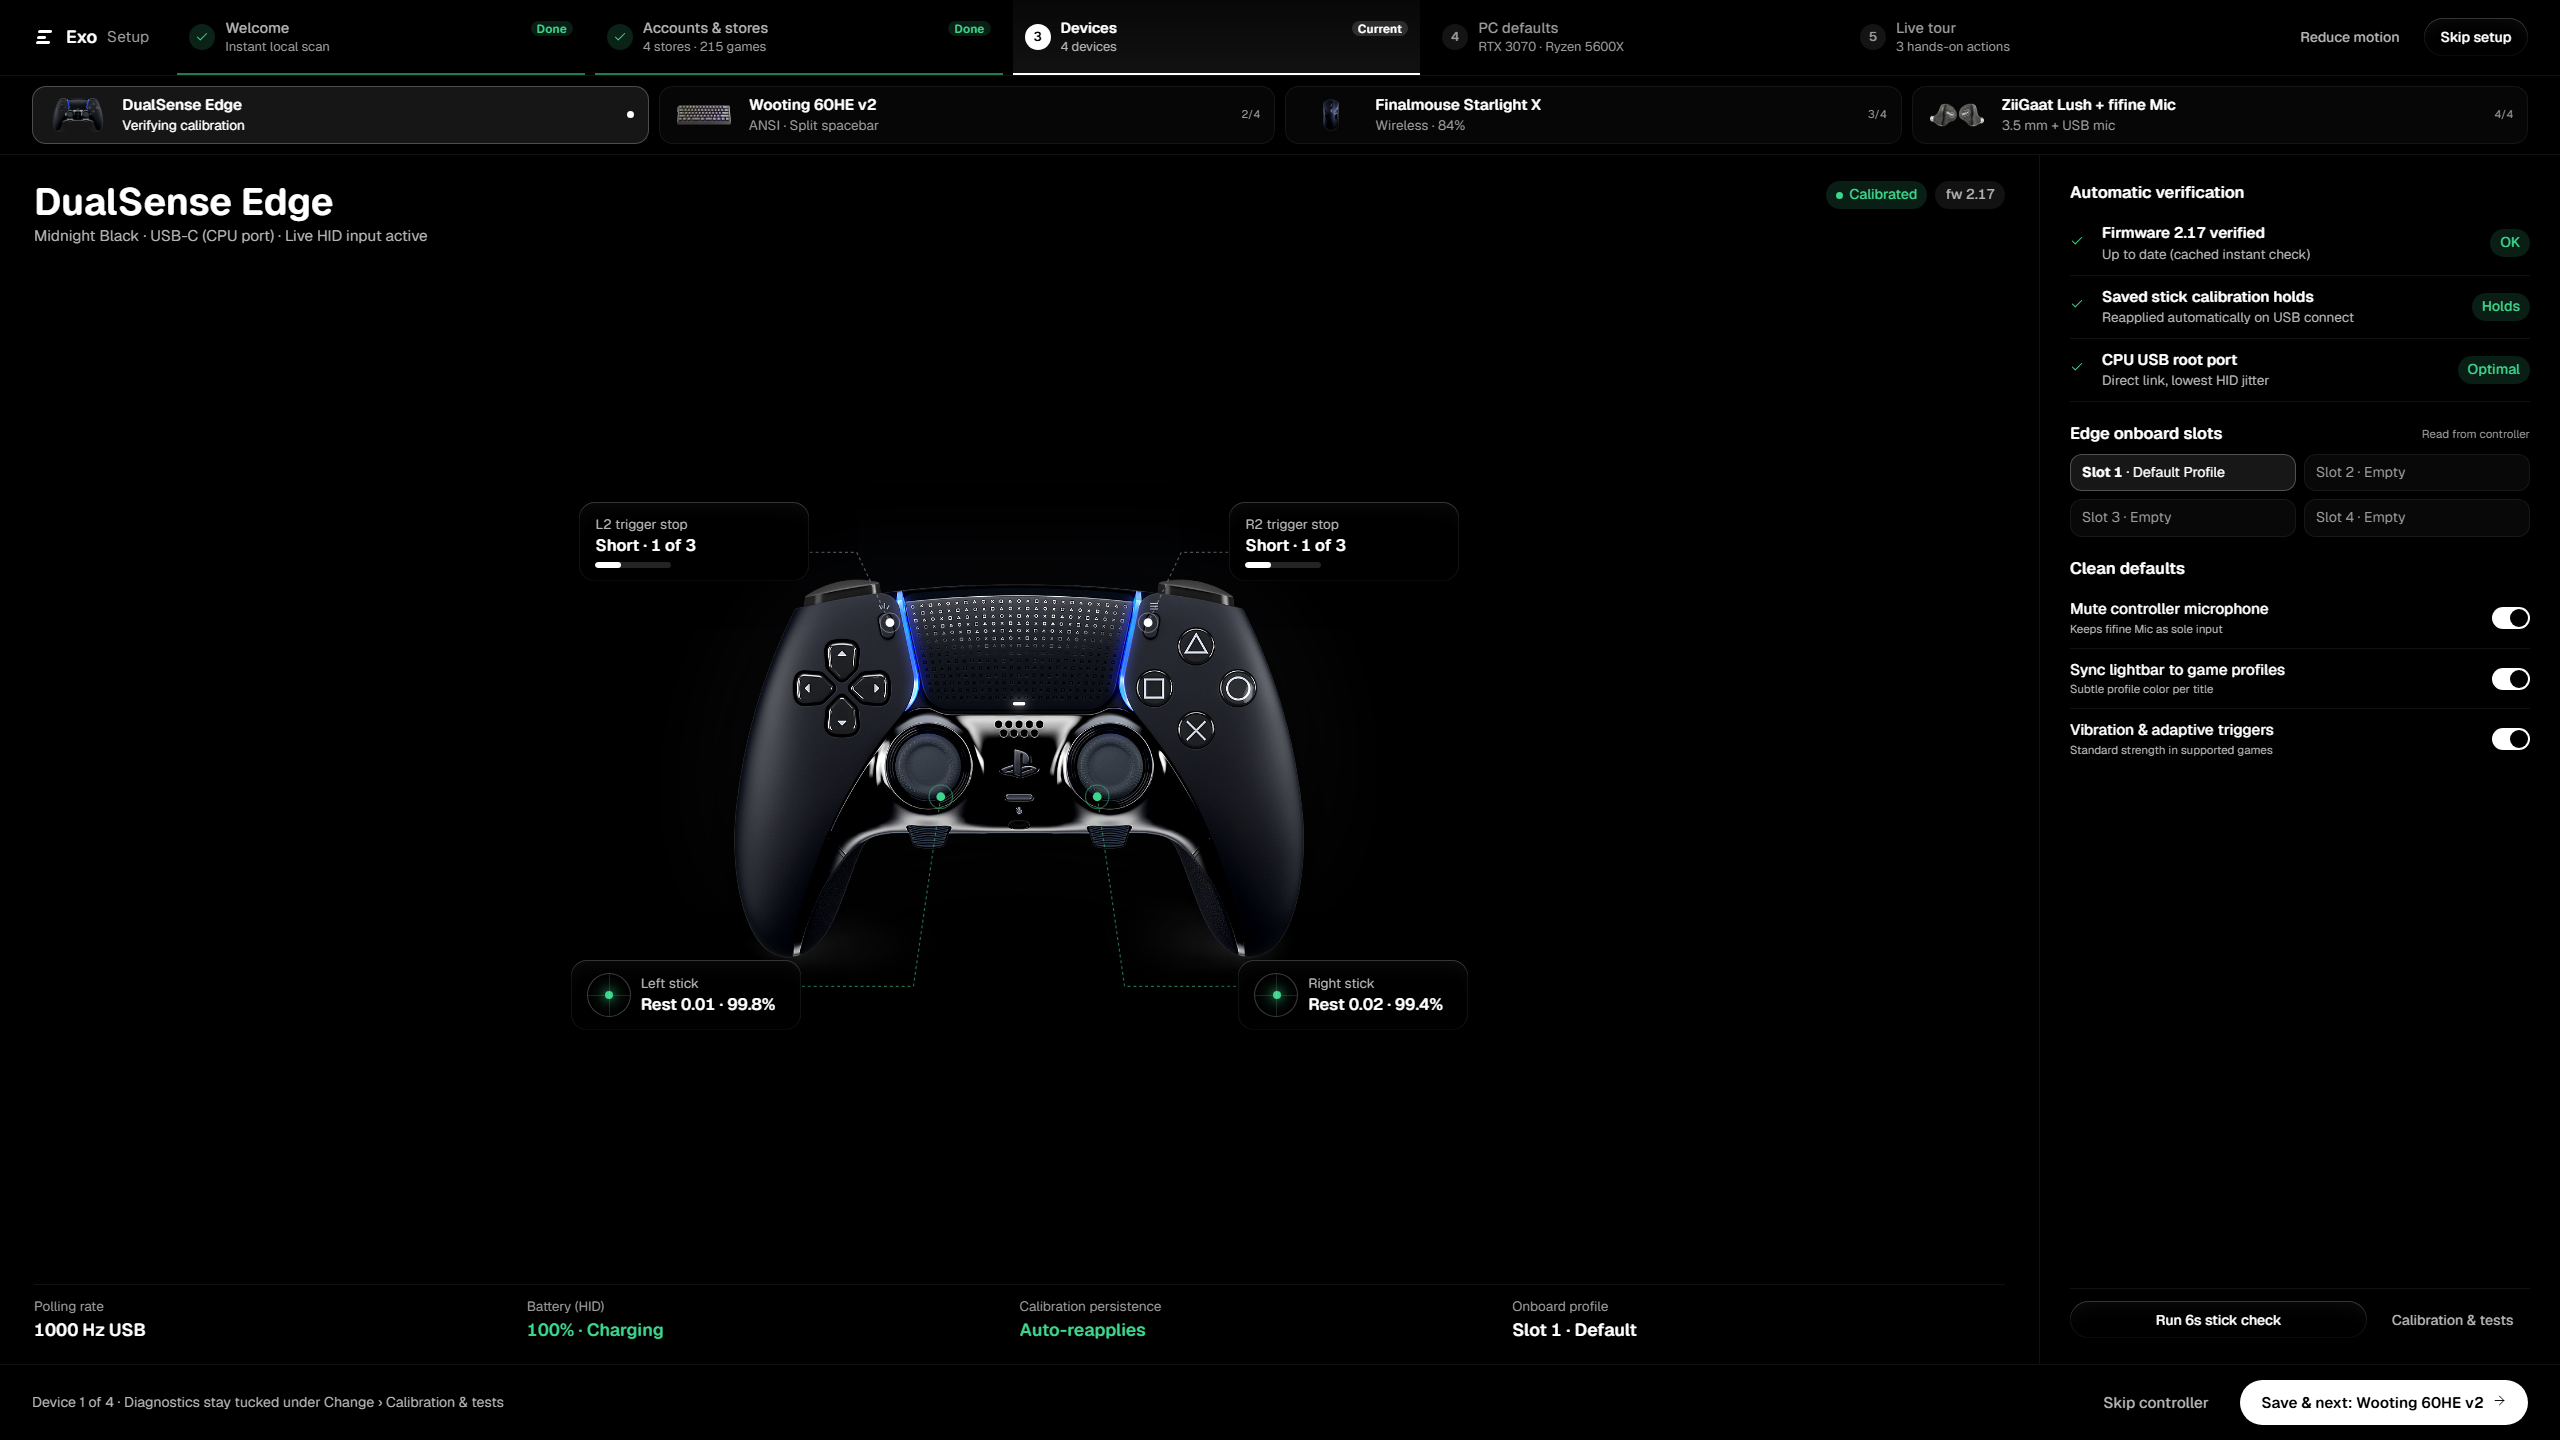 Exo Setup
Welcome
Instant local scan
Done
Accounts & stores
4 stores · 215 games
Done
3
Devices
4 devices
Current
4
PC defaults
RTX 3070 · Ryzen 5600X
5
Live tour
3 hands-on actions
Reduce motion
Skip setup
DualSense Edge
Verifying calibration
Wooting 60HE v2
ANSI · Split spacebar
2/4
Finalmouse Starlight X
Wireless · 84%
3/4
ZiiGaat Lush + fifine Mic
3.5 mm + USB mic
4/4
DualSense Edge
Midnight Black · USB-C (CPU port) · Live HID input active
Calibrated
fw 2.17
L2 trigger stop
Short · 1 of 3
R2 trigger stop
Short · 1 of 3
Left stick
Rest 0.01 · 99.8%
Right stick
Rest 0.02 · 99.4%
Polling rate
1000 Hz USB
Battery (HID)
100% · Charging
Calibration persistence
Auto-reapplies
Onboard profile
Slot 1 · Default
Automatic verification
Firmware 2.17 verified
Up to date (cached instant check)
OK
Saved stick calibration holds
Reapplied automatically on USB connect
Holds
CPU USB root port
Direct link, lowest HID jitter
Optimal
Edge onboard slots
Read from controller
Slot 1 · Default Profile
Slot 2 · Empty
Slot 3 · Empty
Slot 4 · Empty
Clean defaults
Mute controller microphone
Keeps fifine Mic as sole input
Sync lightbar to game profiles
Subtle profile color per title
Vibration & adaptive triggers
Standard strength in supported games
Run 6s stick check
Calibration & tests
Device 1 of 4 · Diagnostics stay tucked under Change › Calibration & tests
Skip controller
Save & next: Wooting 60HE v2 →